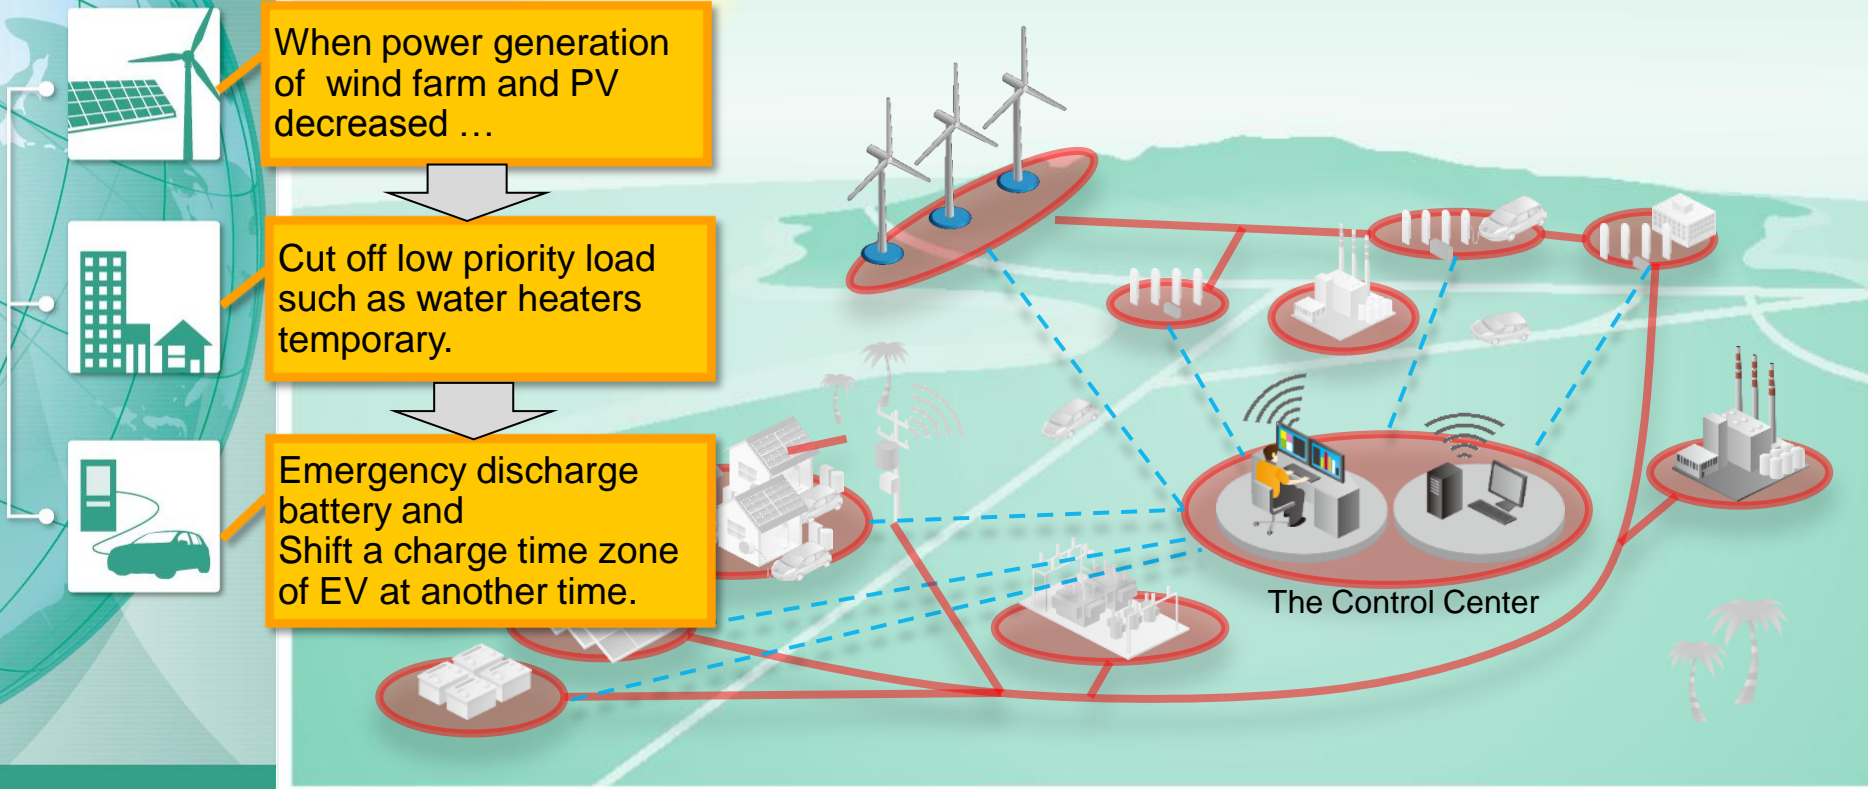 When power generation
of  wind farm and PV
decreased …
Cut off low priority load
such as water heaters
temporary.
Emergency discharge
battery and
Shift a charge time zone
of EV at another time.
The Control Center